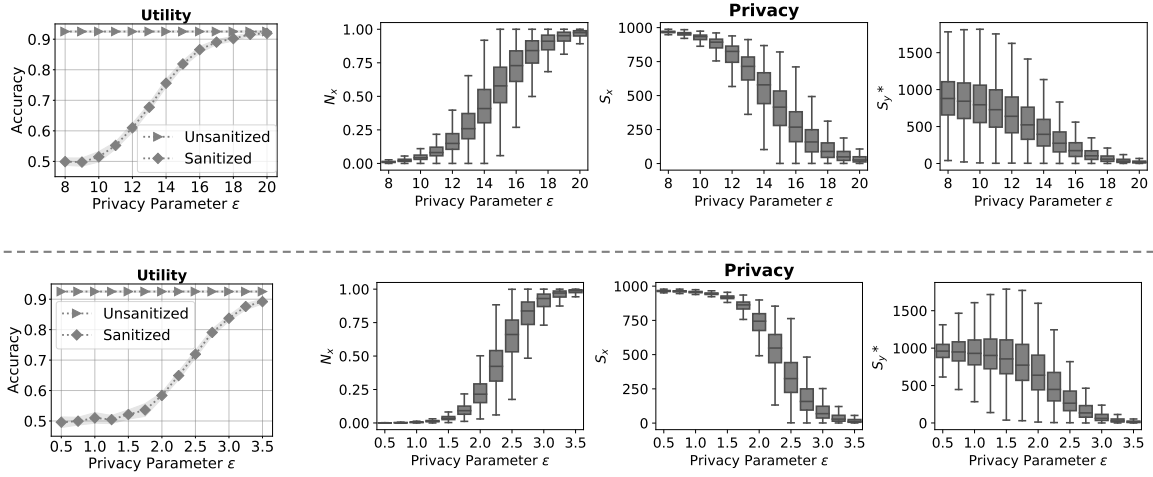 Utility
Accuracy
0.9
0.8
0.7
0.6
0.5
Unsanitized
Sanitized
8 10 12 14 16 18 20
Privacy Parameter ε
Privacy
N_x
1.00
0.75
0.50
0.25
0.00
8 10 12 14 16 18 20
Privacy Parameter ε
S_x
1000
750
500
250
0
8 10 12 14 16 18 20
Privacy Parameter ε
S_y*
1500
1000
500
0
8 10 12 14 16 18 20
Privacy Parameter ε
Utility
Accuracy
0.9
0.8
0.7
0.6
0.5
Unsanitized
Sanitized
0.5 1.0 1.5 2.0 2.5 3.0 3.5
Privacy Parameter ε
Privacy
N_x
1.00
0.75
0.50
0.25
0.00
0.5 1.0 1.5 2.0 2.5 3.0 3.5
Privacy Parameter ε
S_x
1000
750
500
250
0
0.5 1.0 1.5 2.0 2.5 3.0 3.5
Privacy Parameter ε
S_y*
1500
1000
500
0
0.5 1.0 1.5 2.0 2.5 3.0 3.5
Privacy Parameter ε